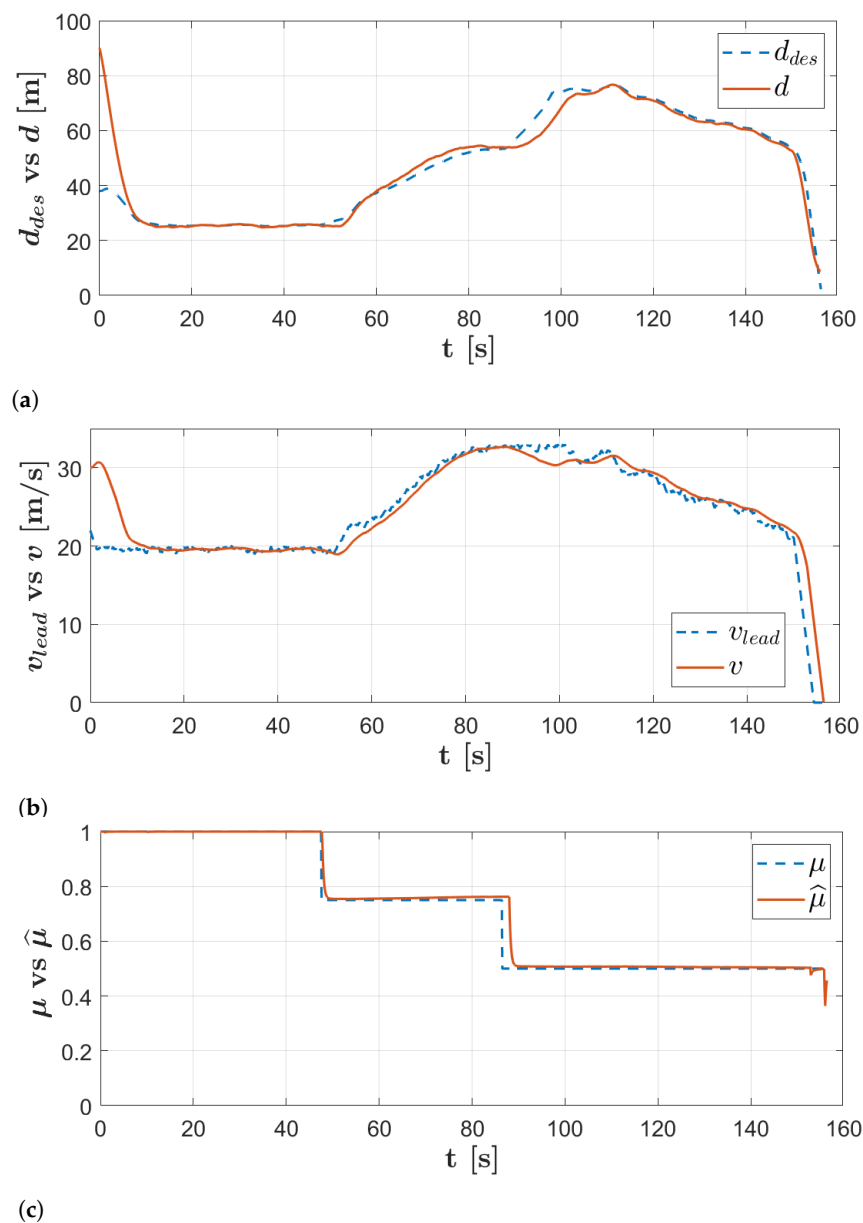 100
80
60
40
20
0
d_des vs d [m]
d_des
d
0 20 40 60 80 100 120 140 160
t [s]
(a)
30
20
10
0
v_lead vs v [m/s]
v_lead
v
0 20 40 60 80 100 120 140 160
t [s]
(b)
1
0.8
0.6
0.4
0.2
0
μ vs μ̂
μ
μ̂
0 20 40 60 80 100 120 140 160
t [s]
(c)